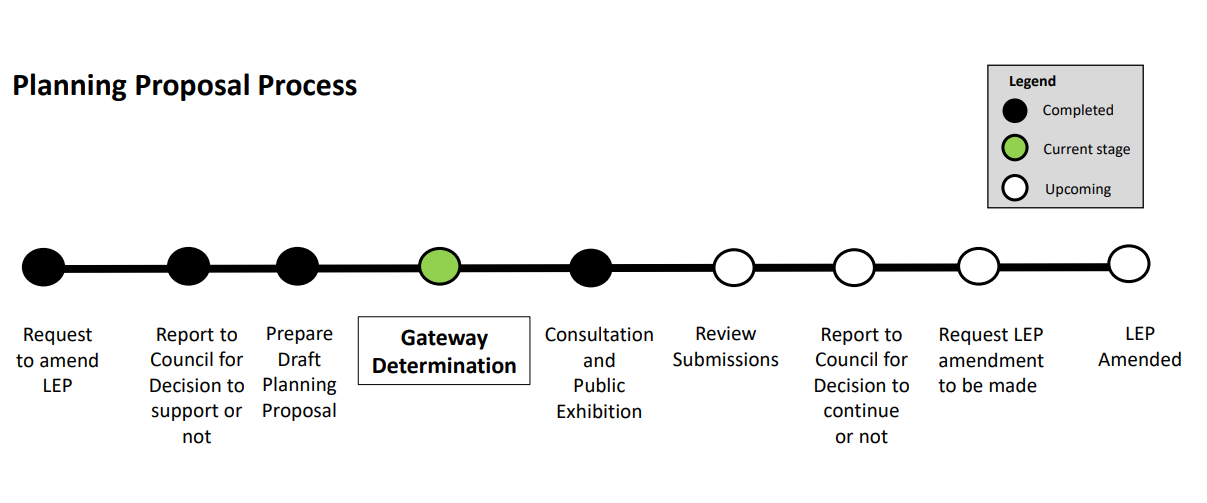 Planning Proposal Process
Legend
Completed
Current stage
Upcoming
Request
to amend
LEP
Report to
Council for
Decision to
support or
not
Prepare
Draft
Planning
Proposal
Gateway
Determination
Consultation
and
Public
Exhibition
Review
Submissions
Report to
Council for
Decision to
continue
or not
Request LEP
amendment
to be made
LEP
Amended